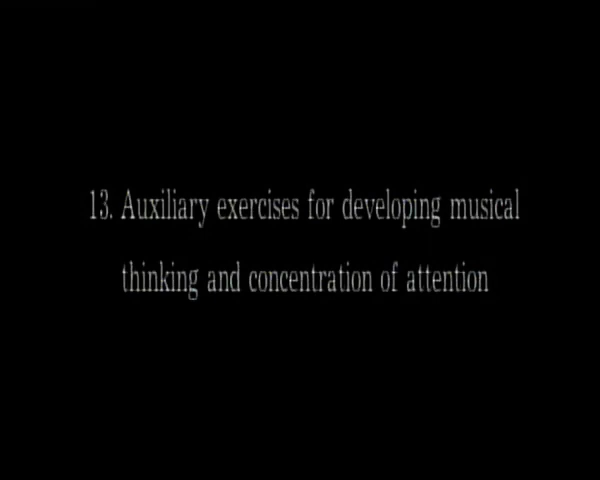 13. Auxiliary exercises for developing musical
thinking and concentration of attention